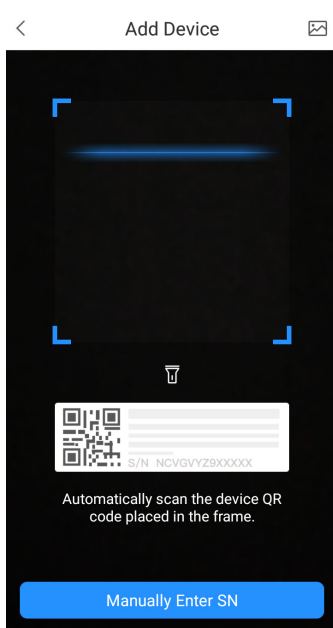 Add Device
S/N NCVGVYZ9XXXXX
Automatically scan the device QR
code placed in the frame.
Manually Enter SN